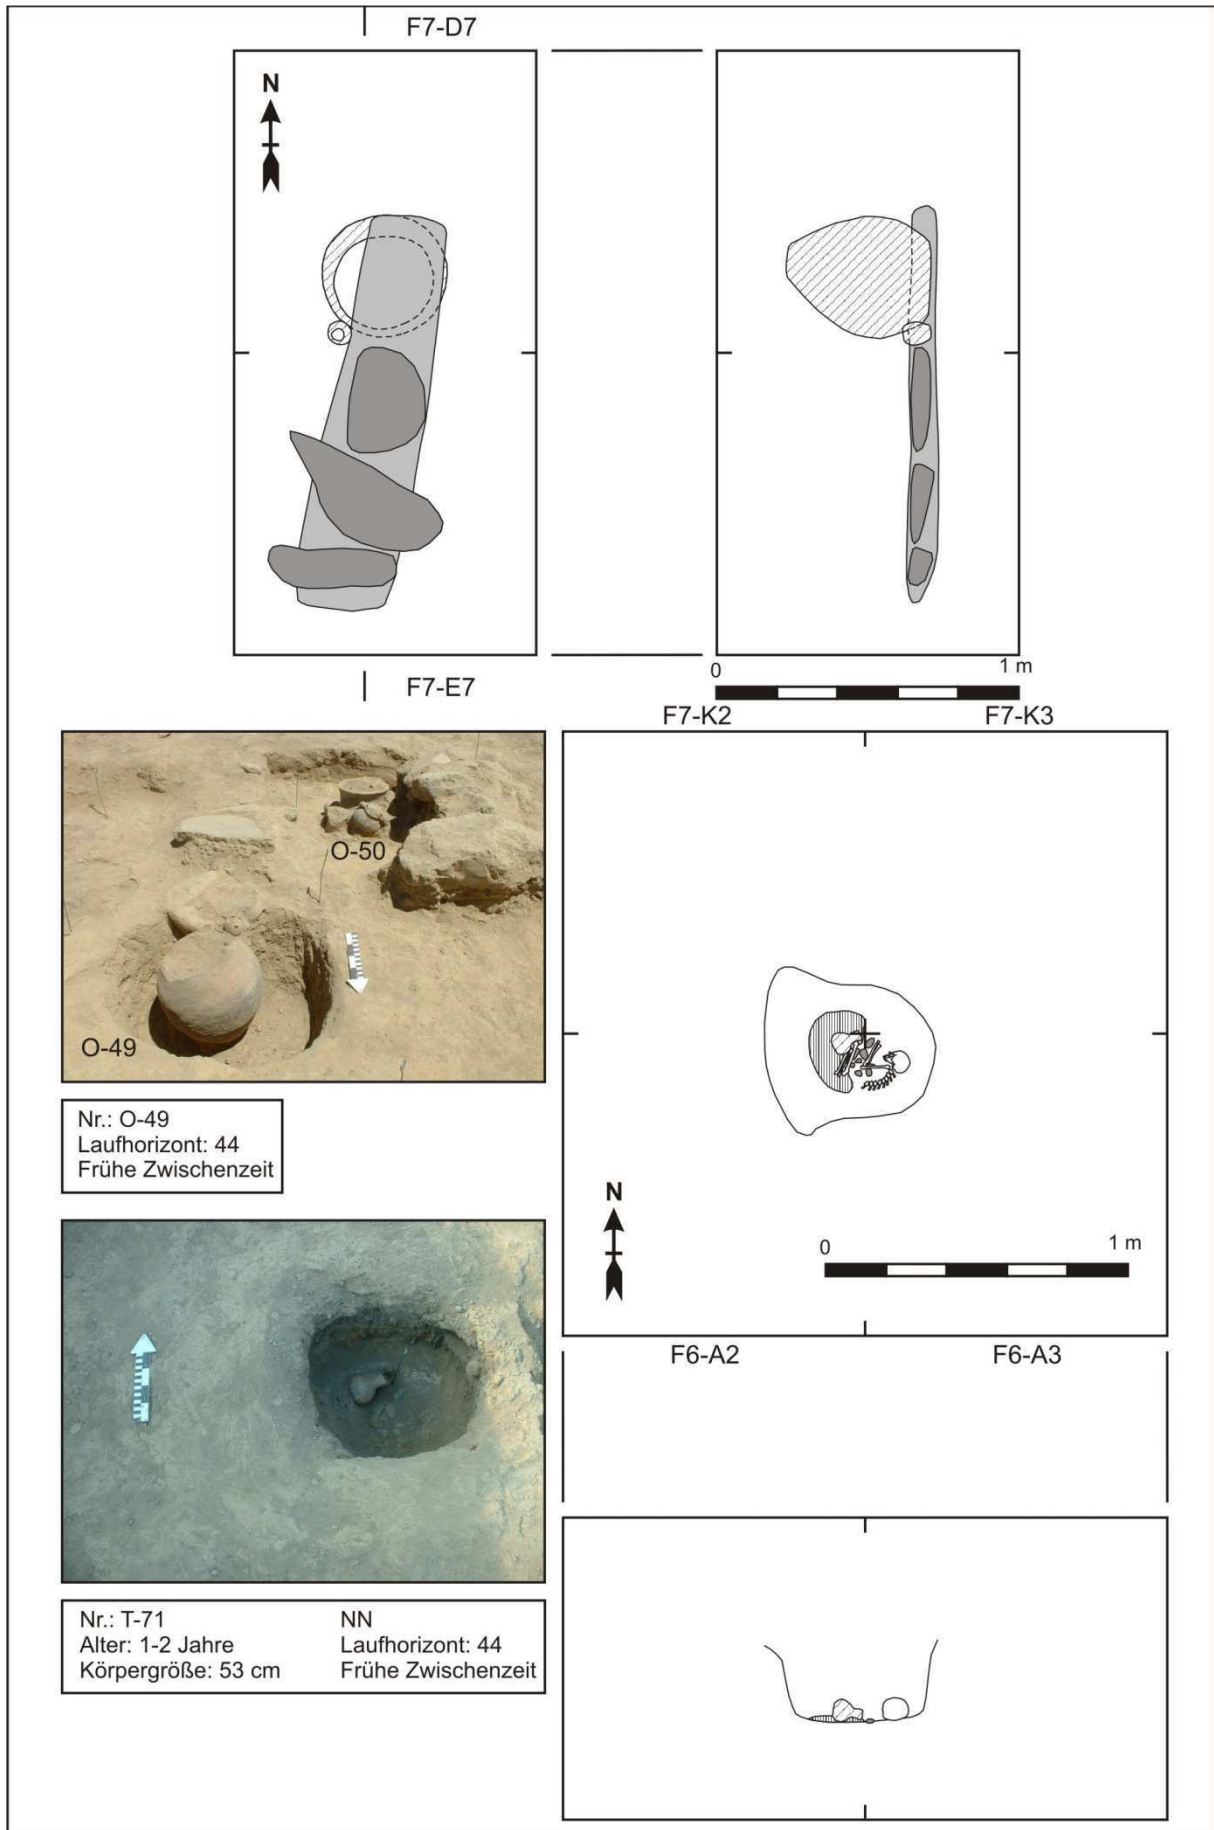 F7-D7
N
F7-E7
0
1 m
F7-K2
F7-K3
O-50
O-49
Nr.: O-49
Laufhorizont: 44
Frühe Zwischenzeit
N
0
1 m
F6-A2
F6-A3
Nr.: T-71
NN
Alter: 1-2 Jahre
Laufhorizont: 44
Körpergröße: 53 cm
Frühe Zwischenzeit